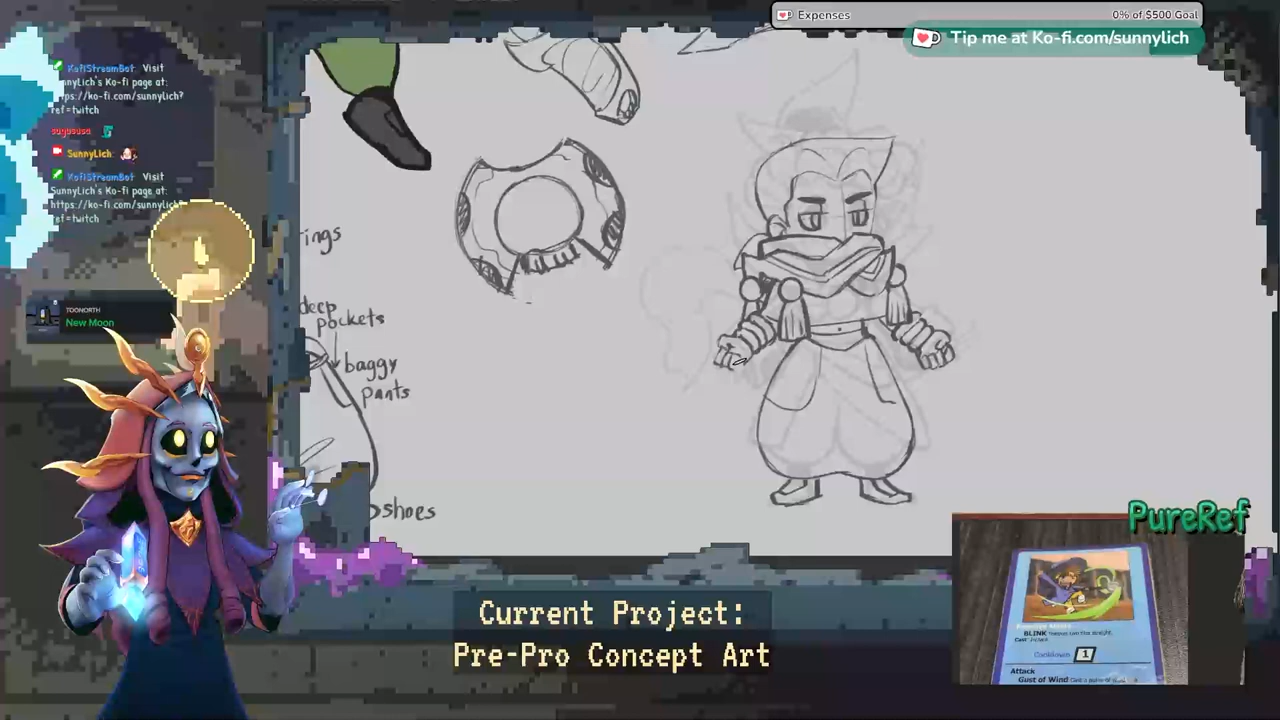 Expenses
0% of $500 Goal
Tip me at Ko-fi.com/sunnylich
KofiStreamBot: Visit
SunnyLich's Ko-fi page at:
https://ko-fi.com/sunnylich?
ref=twitch
SunnyLich:
KofiStreamBot: Visit
SunnyLich's Ko-fi page at:
https://ko-fi.com/sunnylich?
ref=twitch
TOONORTH
New Moon
rings
deep
pockets
baggy
pants
shoes
PureRef
BLINK
Cooldown 1
Attack
Gust of Wind
Current Project:
Pre-Pro Concept Art